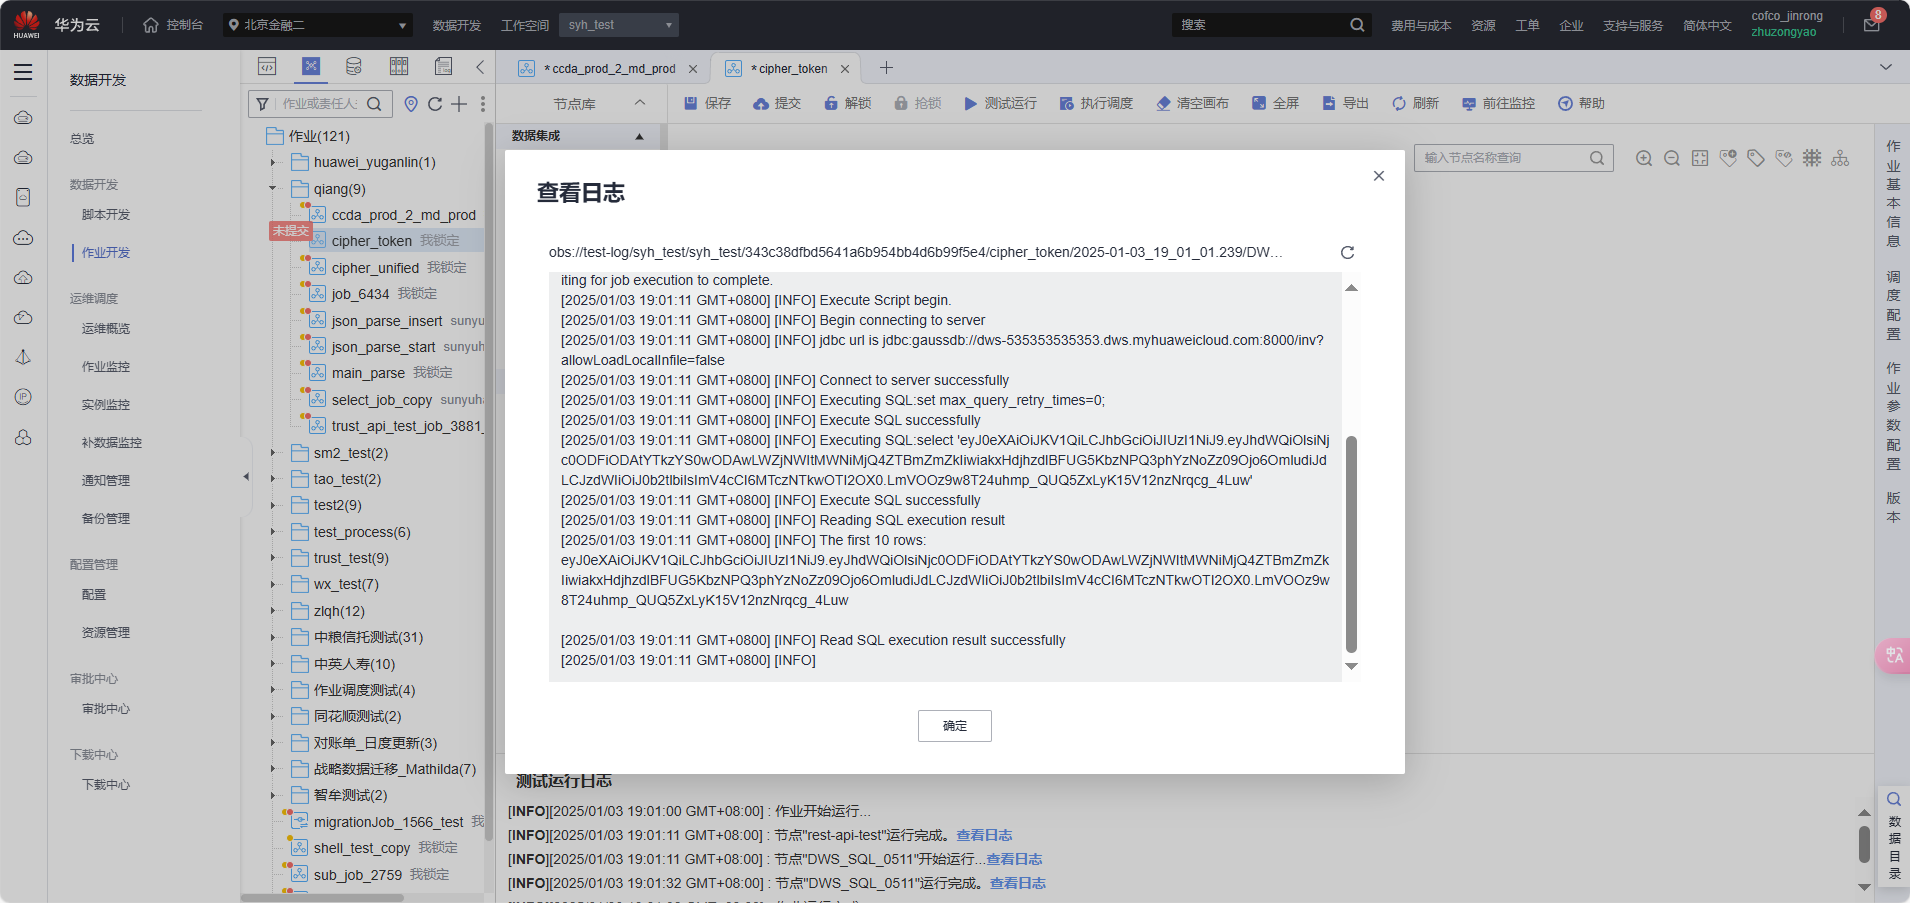 HUAWEI
华为云
控制台
北京金融二
数据开发
工作空间
syh_test
搜索
费用与成本
资源
工单
企业
支持与服务
简体中文
cofco_jinrong
zhuzongyao
8
数据开发
总览
数据开发
脚本开发
作业开发
运维调度
运维概览
作业监控
实例监控
补数据监控
通知管理
备份管理
配置管理
配置
资源管理
审批中心
审批中心
下载中心
下载中心
作业或责任人:
作业(121)
huawei_yuganlin(1)
qiang(9)
ccda_prod_2_md_prod
未提交
cipher_token 我锁定
cipher_unified 我锁定
job_6434 我锁定
json_parse_insert sunyu
json_parse_start sunyuh
main_parse 我锁定
select_job_copy sunyuh
trust_api_test_job_3881_
sm2_test(2)
tao_test(2)
test2(9)
test_process(6)
trust_test(9)
wx_test(7)
zlqh(12)
中粮信托测试(31)
中英人寿(10)
作业调度测试(4)
同花顺测试(2)
对账单_日度更新(3)
战略数据迁移_Mathilda(7)
智牟测试(2)
migrationJob_1566_test 我
shell_test_copy 我锁定
sub_job_2759 我锁定
* ccda_prod_2_md_prod
* cipher_token
节点库
保存
提交
解锁
抢锁
测试运行
执行调度
清空画布
全屏
导出
刷新
前往监控
帮助
数据集成
输入节点名称查询
作业基本信息
调度配置
作业参数配置
版本
查看日志
obs://test-log/syh_test/syh_test/343c38dfbd5641a6b954bb4d6b99f5e4/cipher_token/2025-01-03_19_01_01.239/DW...
iting for job execution to complete.
[2025/01/03 19:01:11 GMT+0800] [INFO] Execute Script begin.
[2025/01/03 19:01:11 GMT+0800] [INFO] Begin connecting to server
[2025/01/03 19:01:11 GMT+0800] [INFO] jdbc url is jdbc:gaussdb://dws-535353535353.dws.myhuaweicloud.com:8000/inv?
allowLoadLocalInfile=false
[2025/01/03 19:01:11 GMT+0800] [INFO] Connect to server successfully
[2025/01/03 19:01:11 GMT+0800] [INFO] Executing SQL:set max_query_retry_times=0;
[2025/01/03 19:01:11 GMT+0800] [INFO] Execute SQL successfully
[2025/01/03 19:01:11 GMT+0800] [INFO] Executing SQL:select 'eyJ0eXAiOiJKV1QiLCJhbGciOiJIUzI1NiJ9.eyJhdWQiOlsiNj
c0ODFiODAtYTkzYS0wODAwLWZjNWItMWNiMjQ4ZTBmZmZkIiwiakxHdjhzdlBFUG5KbzNPQ3phYzNoZz09Ojo6OmludiJd
LCJzdWIiOiJ0b2tlbiIsImV4cCI6MTczNTkwOTI2OX0.LmVOOz9w8T24uhmp_QUQ5ZxLyK15V12nzNrqcg_4Luw'
[2025/01/03 19:01:11 GMT+0800] [INFO] Execute SQL successfully
[2025/01/03 19:01:11 GMT+0800] [INFO] Reading SQL execution result
[2025/01/03 19:01:11 GMT+0800] [INFO] The first 10 rows:
eyJ0eXAiOiJKV1QiLCJhbGciOiJIUzI1NiJ9.eyJhdWQiOlsiNjc0ODFiODAtYTkzYS0wODAwLWZjNWItMWNiMjQ4ZTBmZmZk
IiwiakxHdjhzdlBFUG5KbzNPQ3phYzNoZz09Ojo6OmludiJdLCJzdWIiOiJ0b2tlbiIsImV4cCI6MTczNTkwOTI2OX0.LmVOOz9w
8T24uhmp_QUQ5ZxLyK15V12nzNrqcg_4Luw
[2025/01/03 19:01:11 GMT+0800] [INFO] Read SQL execution result successfully
[2025/01/03 19:01:11 GMT+0800] [INFO]
确定
测试运行日志
[INFO][2025/01/03 19:01:00 GMT+08:00] : 作业开始运行...
[INFO][2025/01/03 19:01:11 GMT+08:00] : 节点"rest-api-test"运行完成。查看日志
[INFO][2025/01/03 19:01:11 GMT+08:00] : 节点"DWS_SQL_0511"开始运行...查看日志
[INFO][2025/01/03 19:01:32 GMT+08:00] : 节点"DWS_SQL_0511"运行完成。查看日志
数据目录